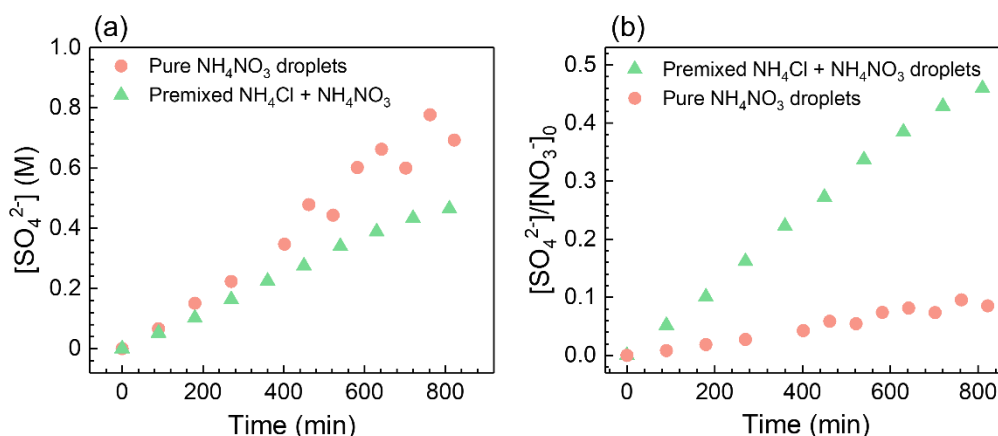 (a)
Pure NH₄NO₃ droplets
Premixed NH₄Cl + NH₄NO₃
[SO₄²⁻] (M)
1.0
0.8
0.6
0.4
0.2
0
0 200 400 600 800
Time (min)
(b)
Premixed NH₄Cl + NH₄NO₃ droplets
Pure NH₄NO₃ droplets
[SO₄²⁻]/[NO₃⁻]₀
0.5
0.4
0.3
0.2
0.1
0.0
0 200 400 600 800
Time (min)